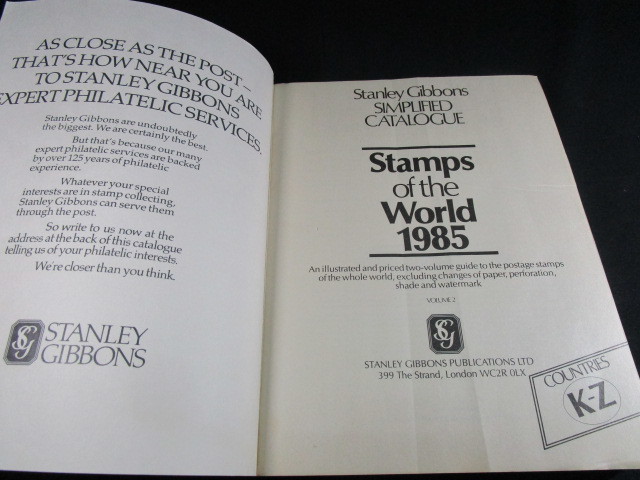 AS CLOSE AS THE POST –
THAT'S HOW NEAR YOU ARE
TO STANLEY GIBBONS
EXPERT PHILATELIC SERVICES.
Stanley Gibbons are undoubtedly
the biggest. We are certainly the best.
But that's because our many
expert philatelic services are backed
by over 125 years of philatelic
experience.
Whatever your special
interests are in stamp collecting,
Stanley Gibbons can serve them
through the post.
So write to us now at the
address at the back of this catalogue
telling us of your philatelic interests.
We're closer than you think.
SG STANLEY
GIBBONS
Stanley Gibbons
SIMPLIFIED
CATALOGUE
Stamps
of the
World
1985
An illustrated and priced two-volume guide to the postage stamps
of the whole world, excluding changes of paper, perforation,
shade and watermark
VOLUME 2
SG
STANLEY GIBBONS PUBLICATIONS LTD
399 The Strand, London WC2R 0LX
COUNTRIES
K-Z